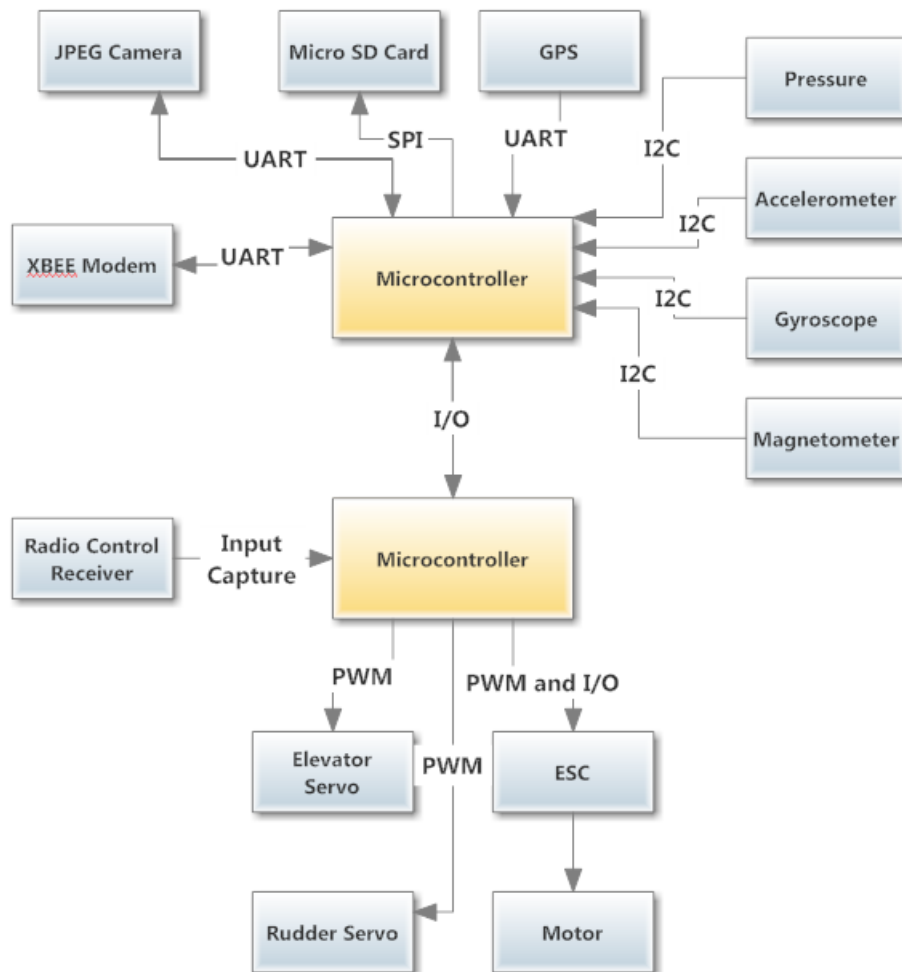 JPEG Camera
Micro SD Card
GPS
Pressure
SPI
UART
I2C
UART
Accelerometer
I2C
XBEE Modem
UART
Microcontroller
I2C
Gyroscope
I2C
I/O
Magnetometer
Radio Control
Receiver
Input
Capture
Microcontroller
PWM
PWM and I/O
Elevator
Servo
PWM
ESC
Rudder Servo
Motor